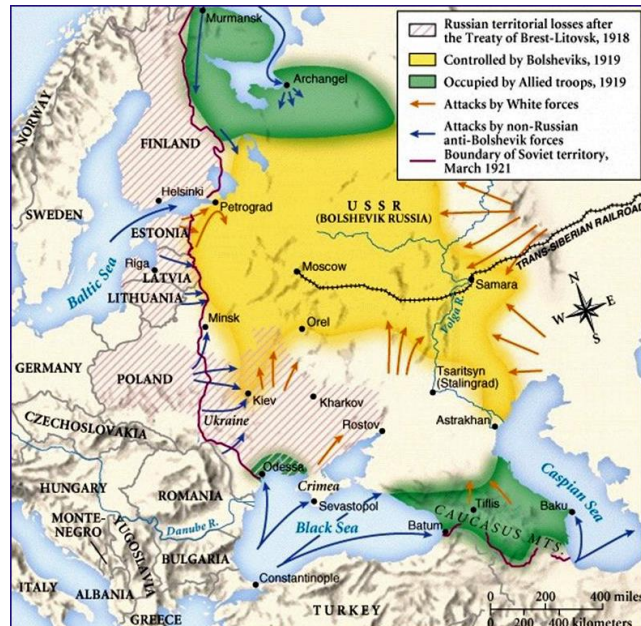 Murmansk
Archangel
Russian territorial losses after
the Treaty of Brest-Litovsk, 1918
Controlled by Bolsheviks, 1919
Occupied by Allied troops, 1919
Attacks by White forces
Attacks by non-Russian
anti-Bolshevik forces
Boundary of Soviet territory,
March 1921
NORWAY
FINLAND
SWEDEN
Helsinki
Petrograd
U S S R
(BOLSHEVIK RUSSIA)
ESTONIA
TRANS-SIBERIAN RAILROAD
Baltic Sea
Riga
LATVIA
Moscow
Samara
LITHUANIA
Volga R.
N
W
E
S
Minsk
Orel
GERMANY
POLAND
Tsaritsyn
(Stalingrad)
Kiev
Kharkov
Ukraine
Rostov
Astrakhan
CZECHOSLOVAKIA
Odessa
Caspian Sea
HUNGARY
ROMANIA
Crimea
Sevastopol
Tiflis
Baku
MONTE-
NEGRO
YUGOSLAVIA
Danube R.
Black Sea
Batum
CAUCASUS MTS.
BULGARIA
ITALY
ALBANIA
Constantinople
GREECE
TURKEY
0 200 400 miles
0 200 400 kilometers